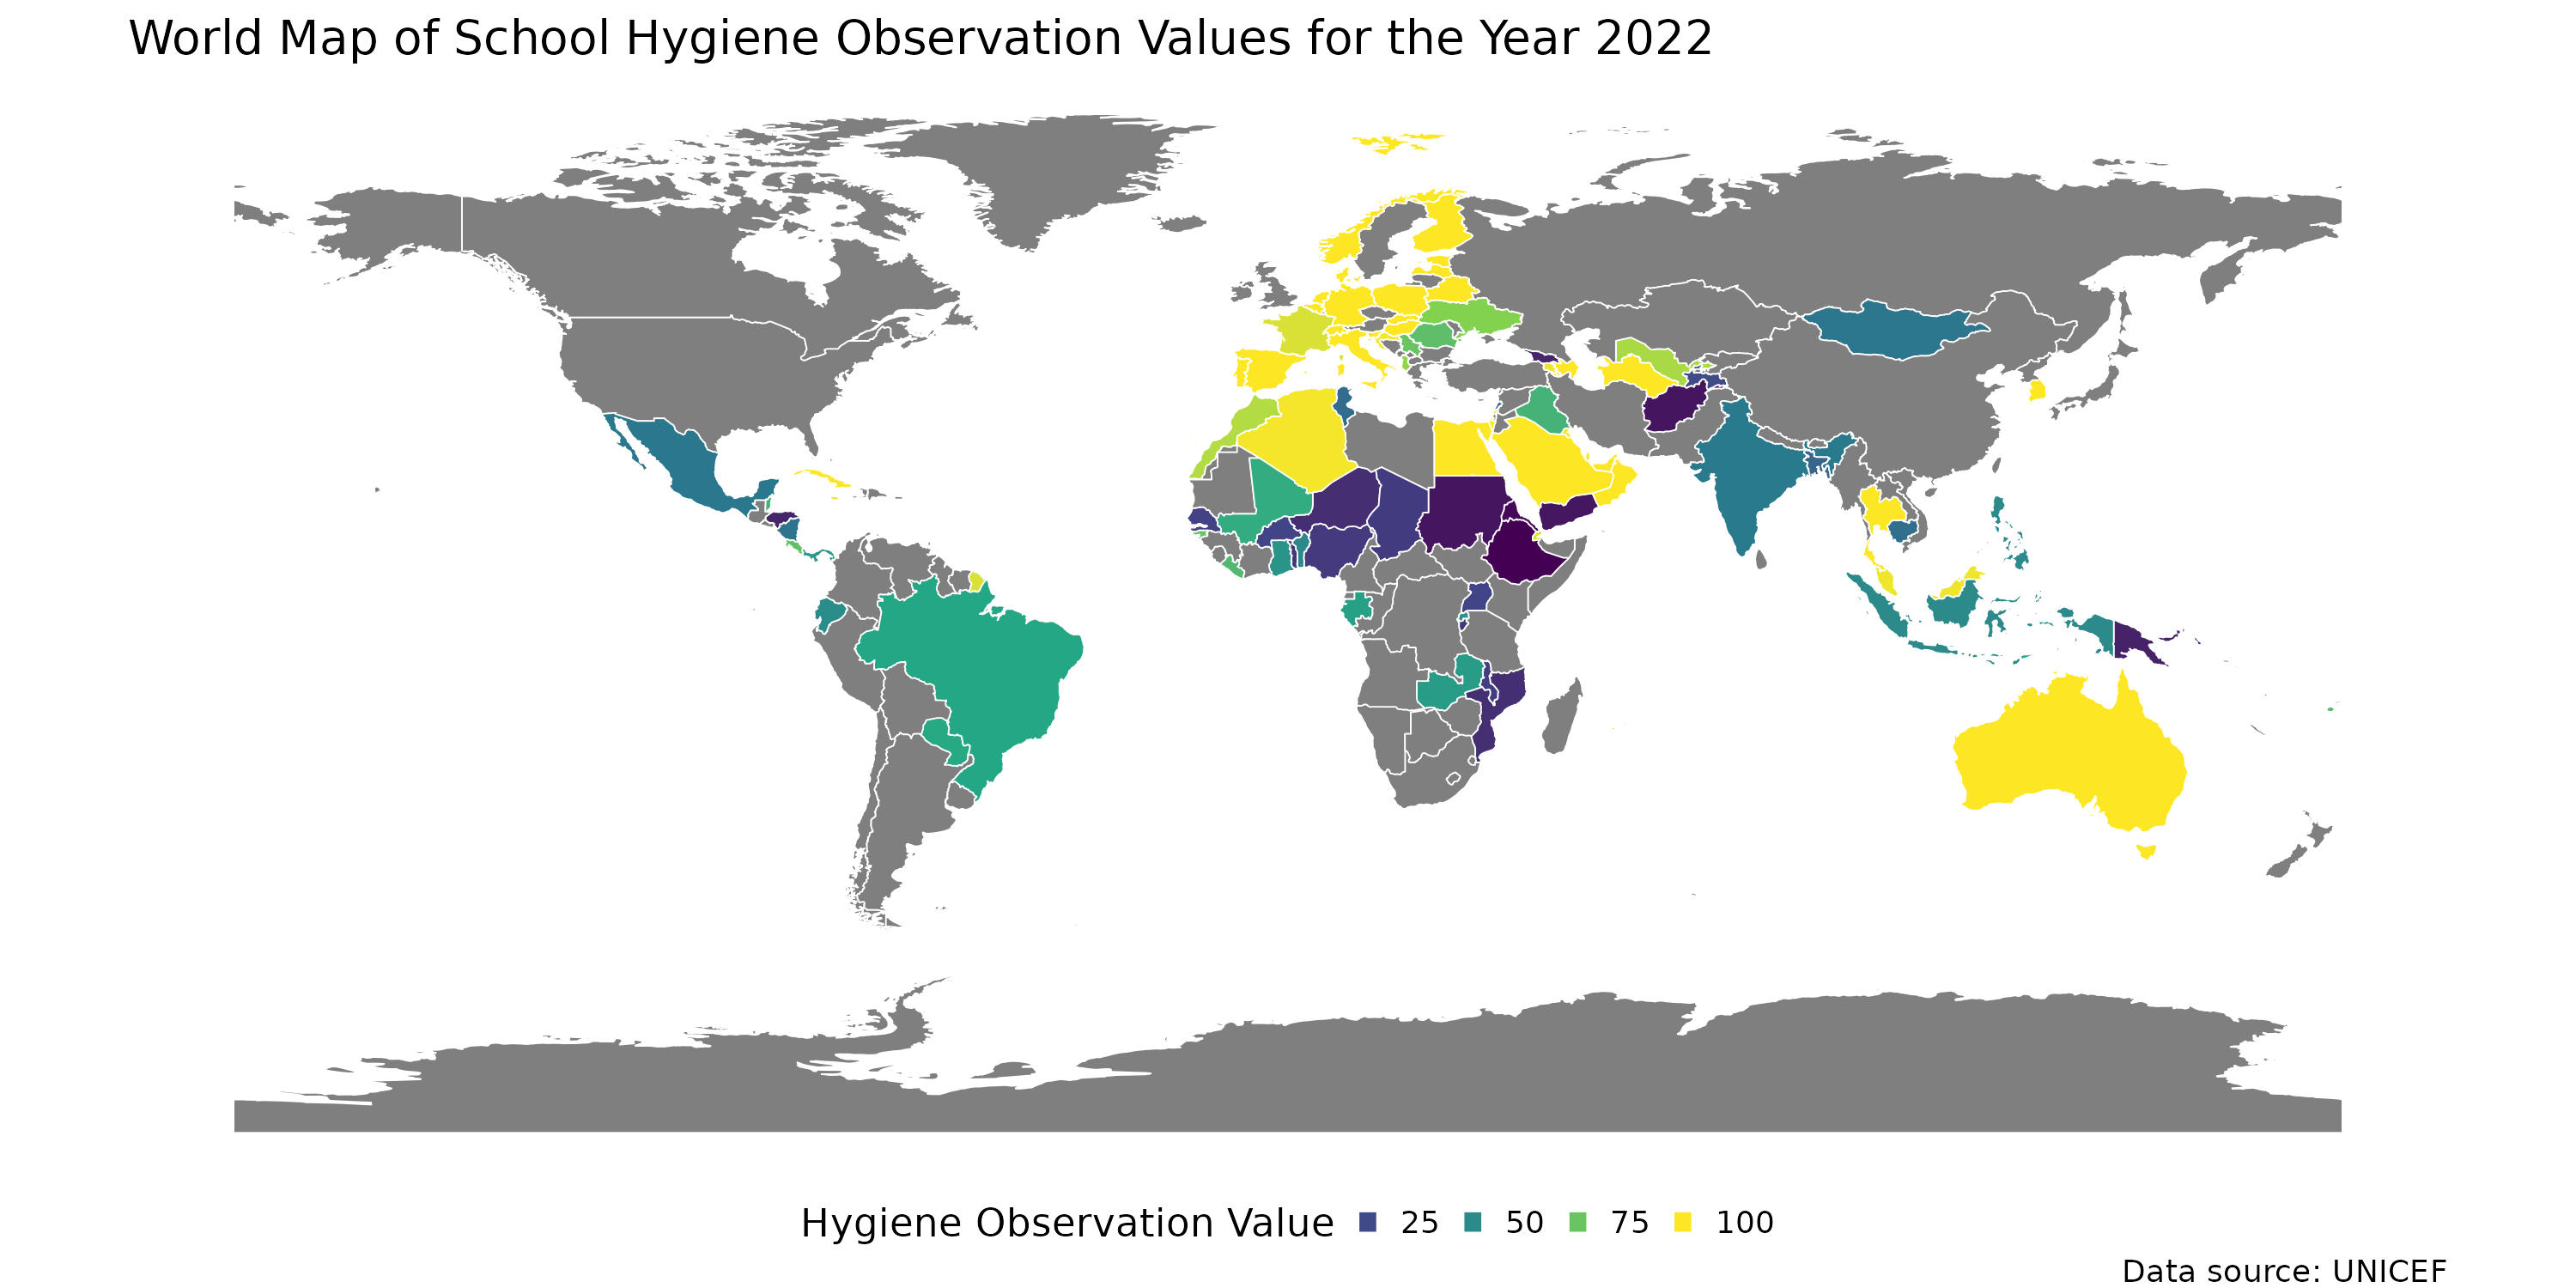 World Map of School Hygiene Observation Values for the Year 2022
Hygiene Observation Value 25 50 75 100
Data source: UNICEF